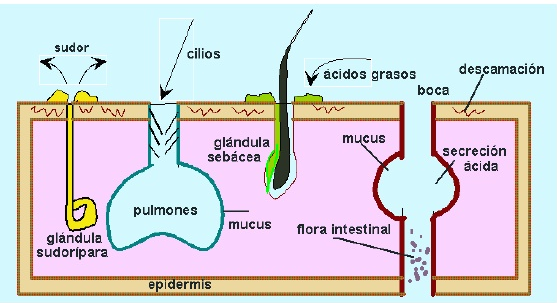 sudor
cilios
ácidos grasos
descamación
boca
glándula
sebácea
mucus
secreción
ácida
pulmones
mucus
flora intestinal
glándula
sudorípara
epidermis